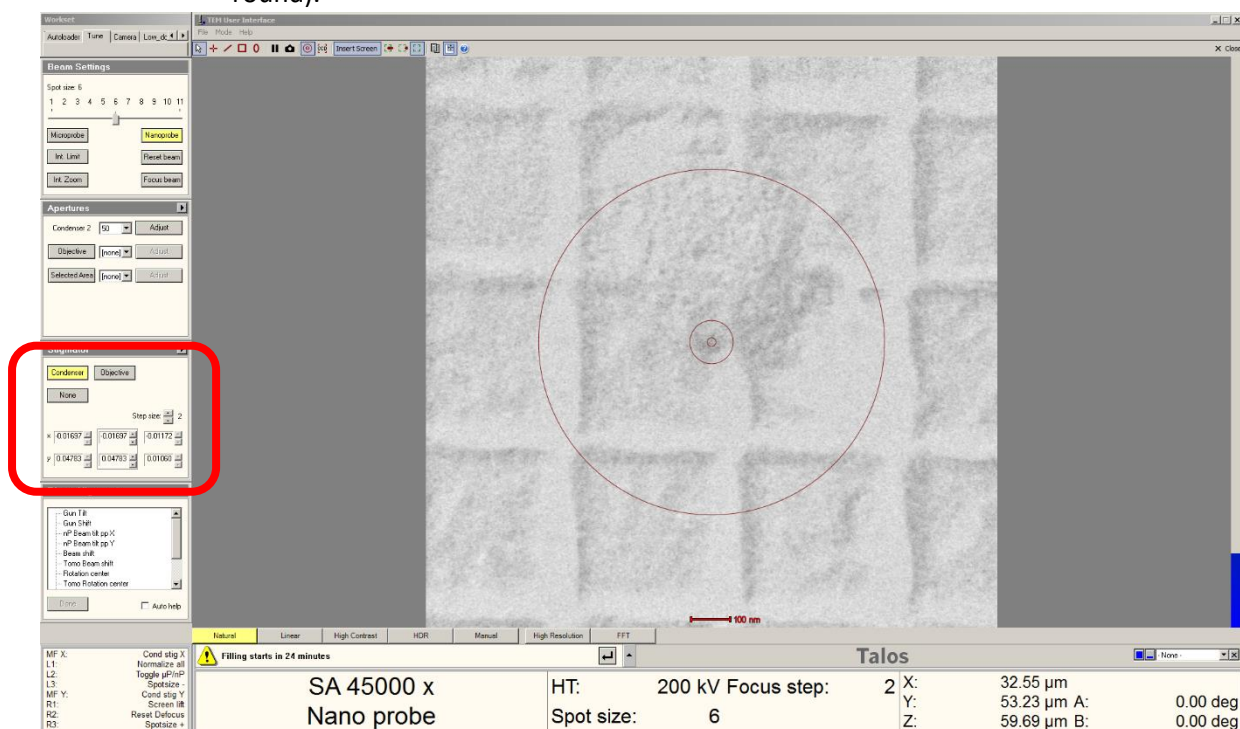 round).
Workset
TEM User Interface
File Mode Help
Autoloader Tune Camera Low_dc
Insert Screen
Close
Beam Settings
Spot size: 6
1 2 3 4 5 6 7 8 9 10 11
Microprobe Nanoprobe
Int. Limit Reset beam
Int. Zoom Focus beam
Apertures
Condenser 2 50 Adjust
Objective [none] Adjust
Selected Area [none] Adjust
Stigmator
Condenser Objective
None
Step size: 2
x -0.01697 -0.01697 -0.01172
y 0.04783 0.04783 0.01060
Gun Tilt
Gun Shift
nP Beam tilt pp X
nP Beam tilt pp Y
Beam shift
Tomo Beam shift
Rotation center
Tomo Rotation center
Done Auto help
100 nm
Natural Linear High Contrast HDR Manual High Resolution FFT
MF X: Cond stig X
L1: Normalize all
L2: Toggle µP/nP
L3: Spotsize -
MF Y: Cond stig Y
R1: Screen lift
R2: Reset Defocus
R3: Spotsize +
Filling starts in 24 minutes
Talos
- None -
SA 45000 x
Nano probe
HT: 200 kV Focus step: 2
Spot size: 6
X: 32.55 µm
Y: 53.23 µm A: 0.00 deg
Z: 59.69 µm B: 0.00 deg